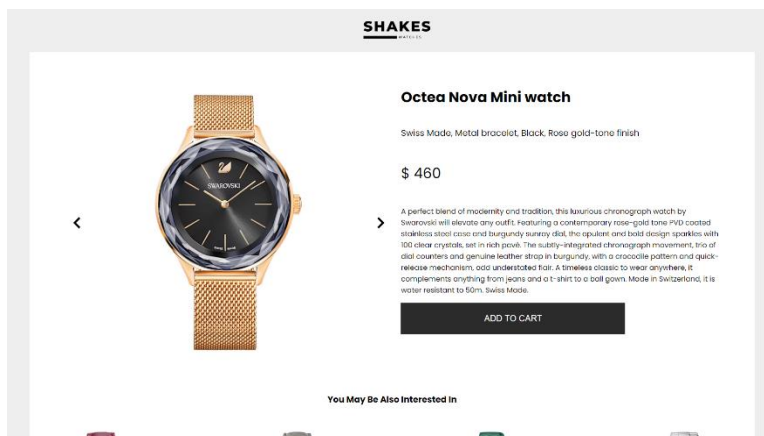 SHAKES
WATCHES
Octea Nova Mini watch
Swiss Made, Metal bracelet, Black, Rose gold-tone finish
$ 460
SWAROVSKI
A perfect blend of modernity and tradition, this luxurious chronograph watch by
Swarovski will elevate any outfit. Featuring a contemporary rose-gold tone PVD coated
stainless steel case and burgundy sunray dial, the opulent and bold design sparkles with
100 clear crystals, set in rich pavé. The subtly-integrated chronograph movement, trio of
dial counters and genuine leather strap in burgundy, with a crocodile pattern and quick-
release mechanism, add understated flair. A timeless classic to wear anywhere, it
complements anything from jeans and a t-shirt to a ball gown. Made in Switzerland, it is
water resistant to 50m. Swiss Made.
ADD TO CART
You May Be Also Interested In